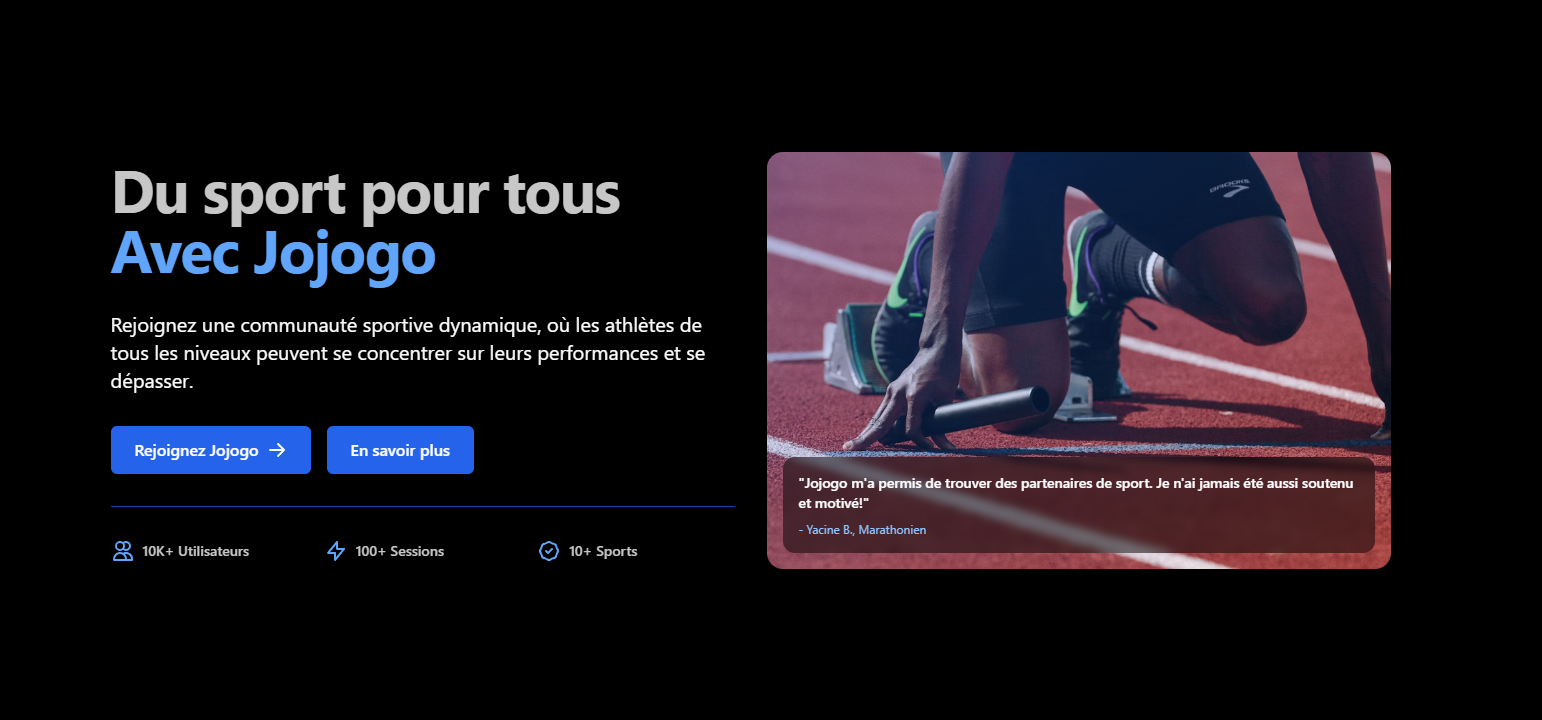 Du sport pour tous
Avec Jojogo
Rejoignez une communauté sportive dynamique, où les athlètes de
tous les niveaux peuvent se concentrer sur leurs performances et se
dépasser.
Rejoignez Jojogo
En savoir plus
10K+ Utilisateurs
100+ Sessions
10+ Sports
BROOKS
"Jojogo m'a permis de trouver des partenaires de sport. Je n'ai jamais été aussi soutenu
et motivé!"
- Yacine B., Marathonien